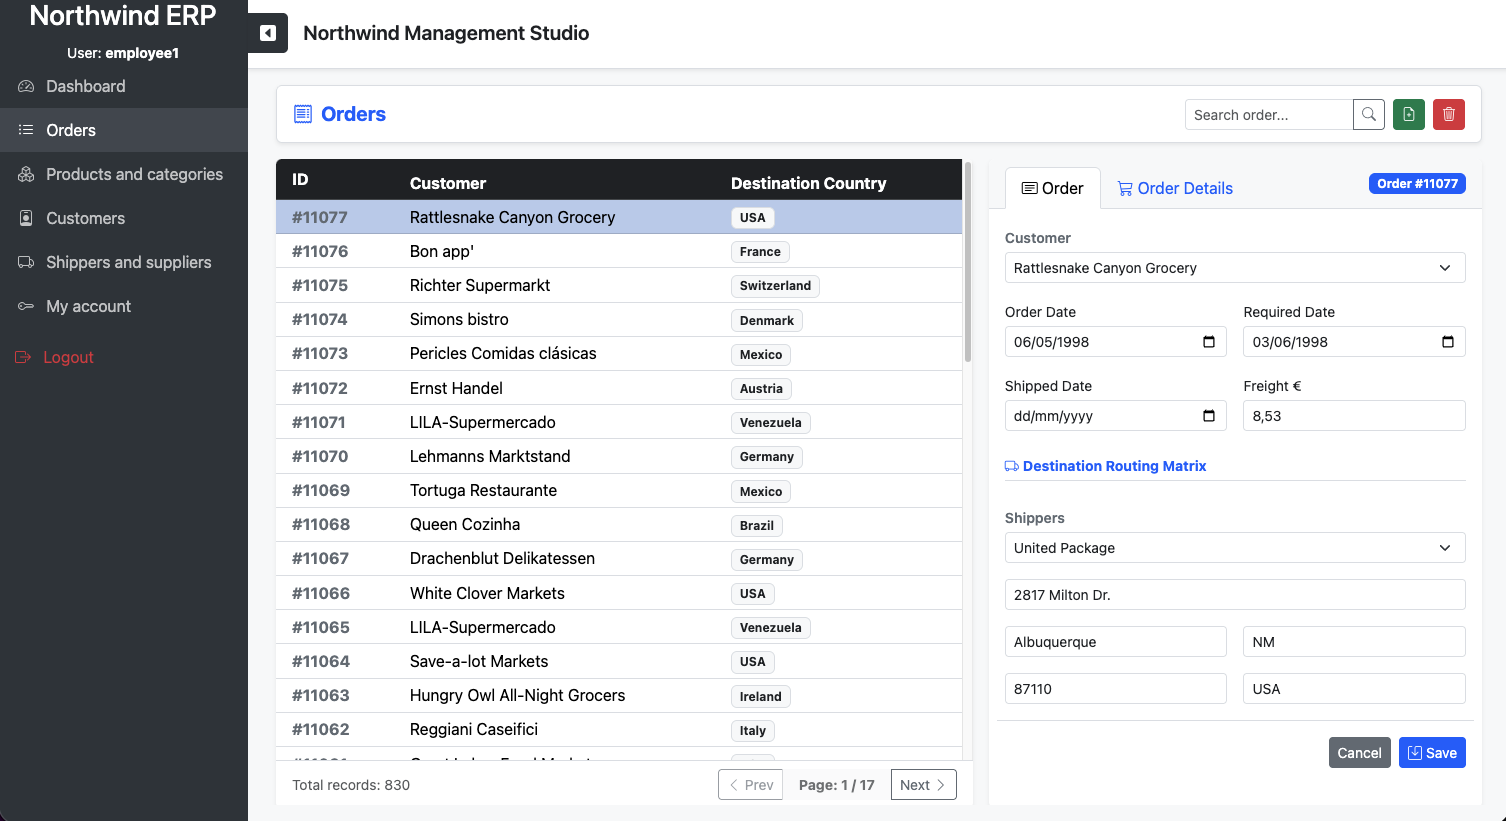 Northwind ERP
User: employee1
Dashboard
Orders
Products and categories
Customers
Shippers and suppliers
My account
Logout
Northwind Management Studio
Orders
Search order...
ID Customer Destination Country
#11077 Rattlesnake Canyon Grocery USA
#11076 Bon app' France
#11075 Richter Supermarkt Switzerland
#11074 Simons bistro Denmark
#11073 Pericles Comidas clásicas Mexico
#11072 Ernst Handel Austria
#11071 LILA-Supermercado Venezuela
#11070 Lehmanns Marktstand Germany
#11069 Tortuga Restaurante Mexico
#11068 Queen Cozinha Brazil
#11067 Drachenblut Delikatessen Germany
#11066 White Clover Markets USA
#11065 LILA-Supermercado Venezuela
#11064 Save-a-lot Markets USA
#11063 Hungry Owl All-Night Grocers Ireland
#11062 Reggiani Caseifici Italy
Total records: 830
Prev
Page: 1 / 17
Next
Order
Order Details
Order #11077
Customer
Rattlesnake Canyon Grocery
Order Date Required Date
06/05/1998 03/06/1998
Shipped Date Freight €
dd/mm/yyyy 8,53
Destination Routing Matrix
Shippers
United Package
2817 Milton Dr.
Albuquerque NM
87110 USA
Cancel Save